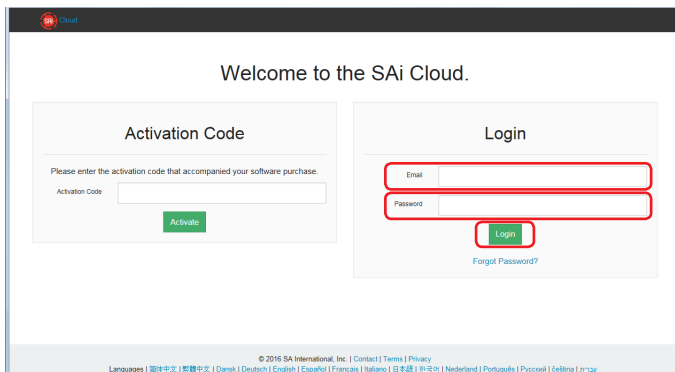 SAi Cloud
Welcome to the SAi Cloud.
Activation Code
Please enter the activation code that accompanied your software purchase.
Activation Code
Activate
Login
Email
Password
Login
Forgot Password?
© 2016 SA International, Inc. | Contact | Terms | Privacy
Languages | 简体中文 | 繁體中文 | Dansk | Deutsch | English | Español | Français | Italiano | 日本語 | 한국어 | Nederland | Português | Русский | čeština | עברית